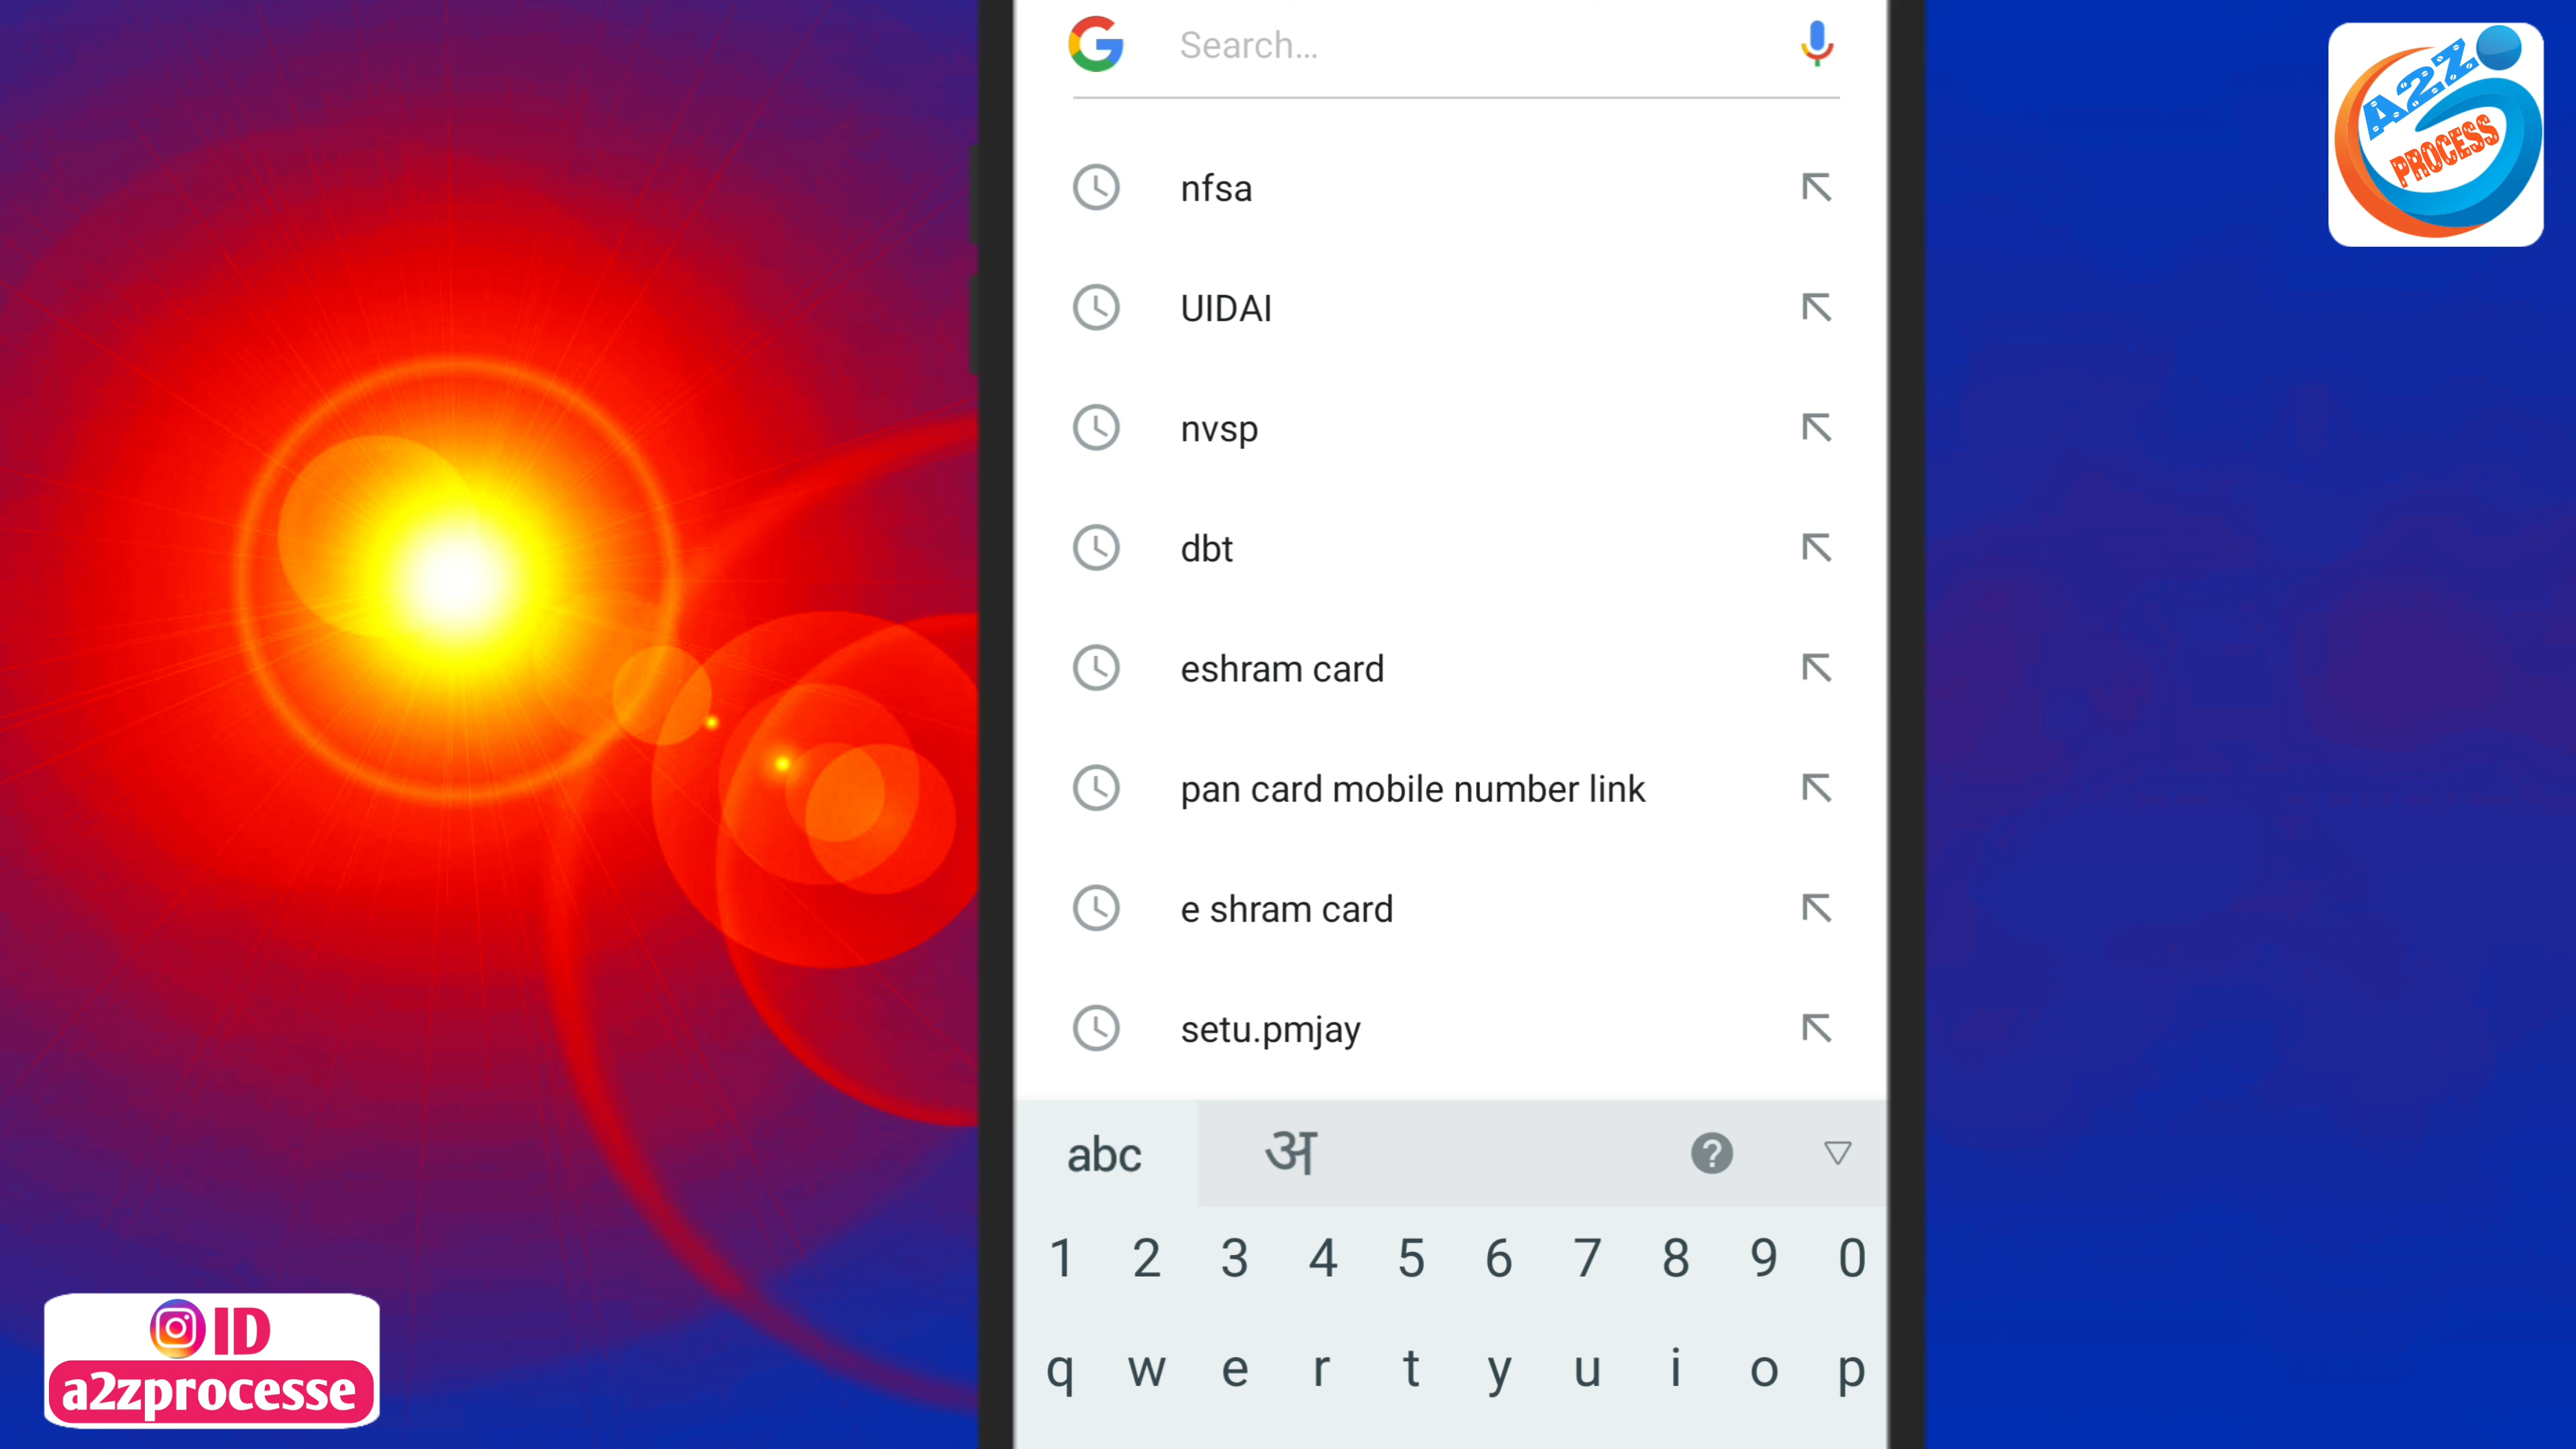 Search...
nfsa
UIDAI
nvsp
dbt
eshram card
pan card mobile number link
e shram card
setu.pmjay
abc अ ?
1 2 3 4 5 6 7 8 9 0
q w e r t y u i o p
A2Z
PROCESS
ID
a2zprocesse